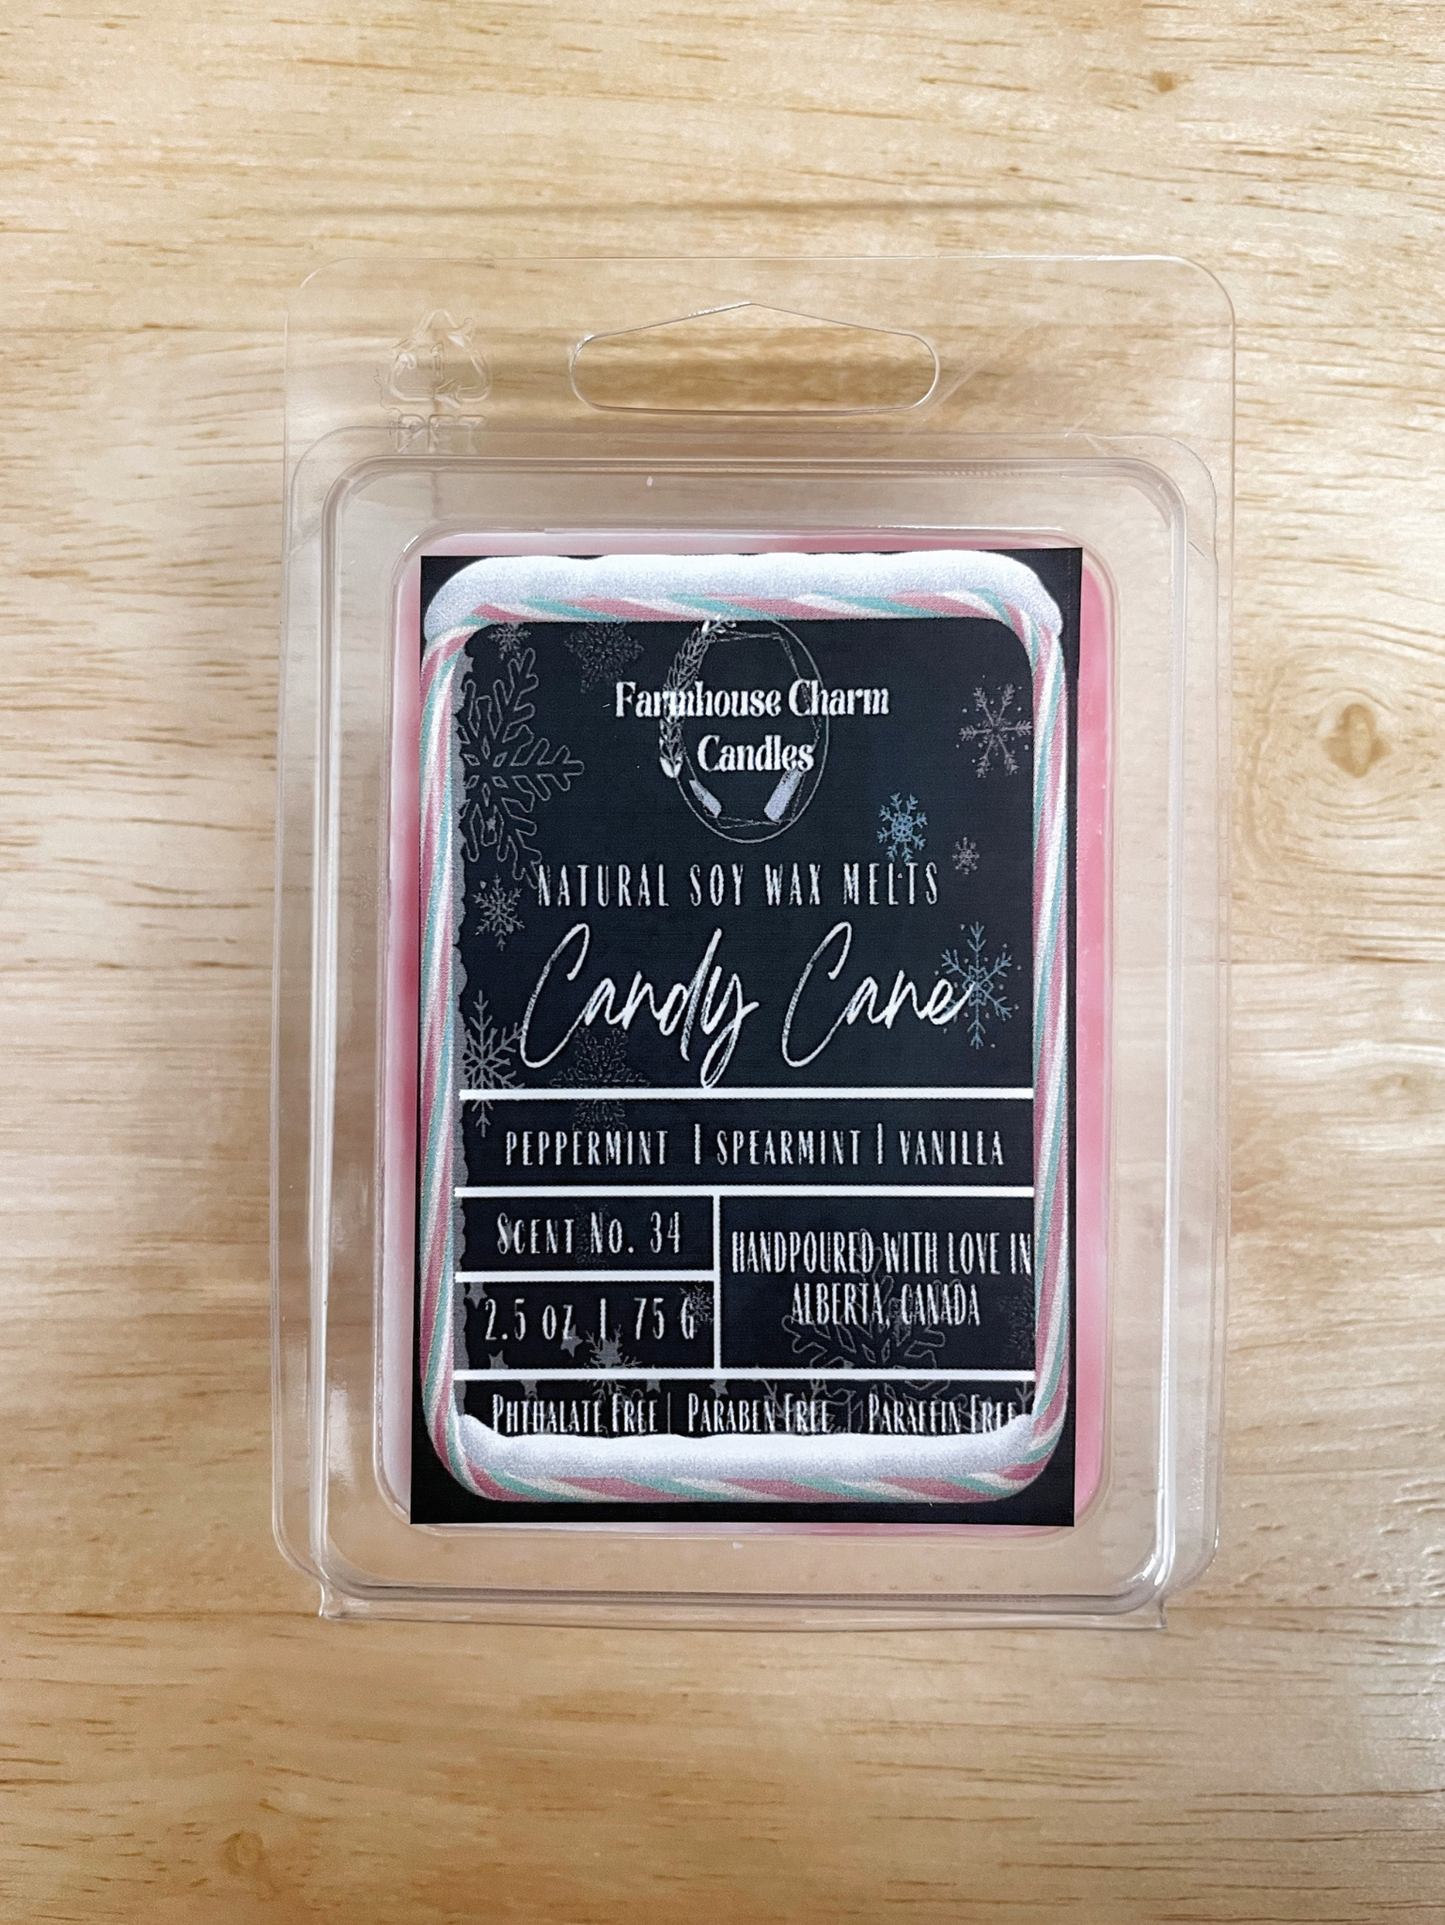 Farmhouse Charm
Candles
NATURAL SOY WAX MELTS
Candy Cane
PEPPERMINT | SPEARMINT | VANILLA
SCENT NO. 34
2.5 OZ | 75 G
HANDPOURED WITH LOVE IN
ALBERTA, CANADA
PHTHALATE FREE | PARABEN FREE | PARAFFIN FREE